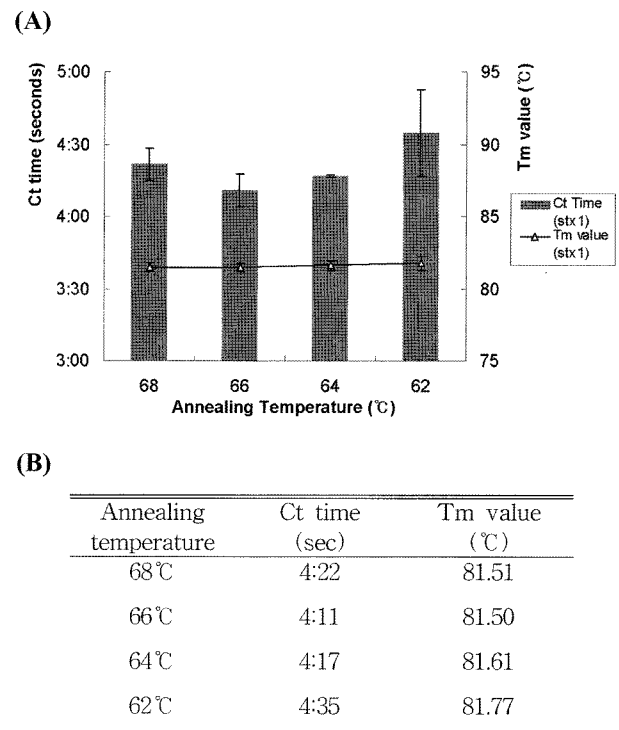 (A)
Ct time (seconds)
5:00
4:30
4:00
3:30
3:00
95
90
85
80
75
Tm value (℃)
68 66 64 62
Annealing Temperature (℃)
Ct Time
(stx1)
Tm value
(stx1)
(B)
Annealing Ct time Tm value
temperature (sec) (℃)
68℃ 4:22 81.51
66℃ 4:11 81.50
64℃ 4:17 81.61
62℃ 4:35 81.77